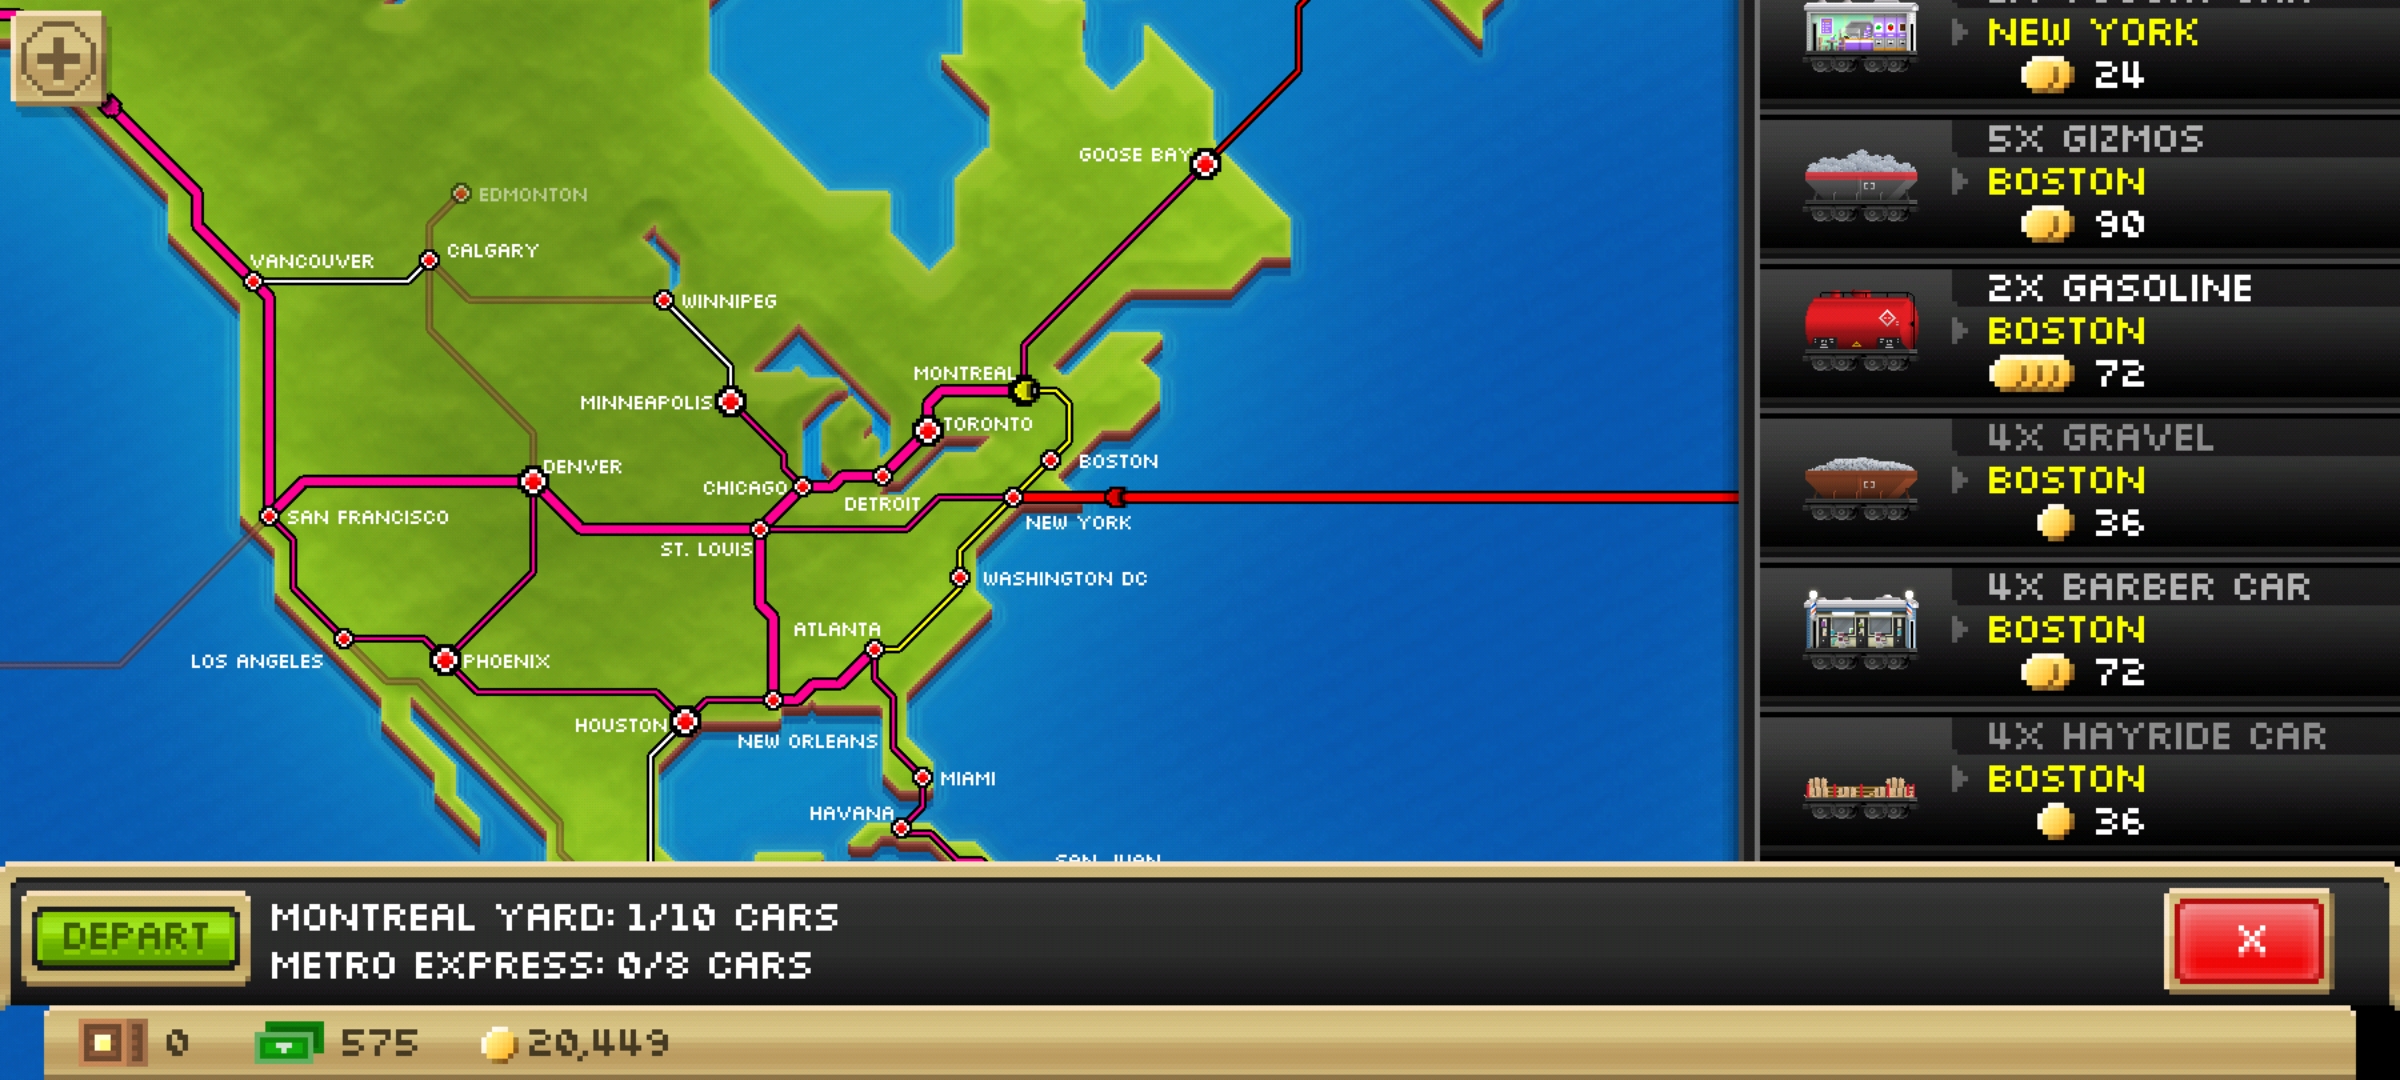 NEW YORK
24
5X GIZMOS
BOSTON
90
2X GASOLINE
BOSTON
72
4X GRAVEL
BOSTON
36
4X BARBER CAR
BOSTON
72
4X HAYRIDE CAR
BOSTON
36
GOOSE BAY
EDMONTON
CALGARY
VANCOUVER
WINNIPEG
MONTREAL
MINNEAPOLIS
TORONTO
BOSTON
DENVER
CHICAGO
DETROIT
SAN FRANCISCO
NEW YORK
ST. LOUIS
WASHINGTON DC
ATLANTA
LOS ANGELES
PHOENIX
HOUSTON
NEW ORLEANS
MIAMI
HAVANA
SAN JUAN
DEPART
MONTREAL YARD: 1/10 CARS
METRO EXPRESS: 0/8 CARS
X
0
575
20,449